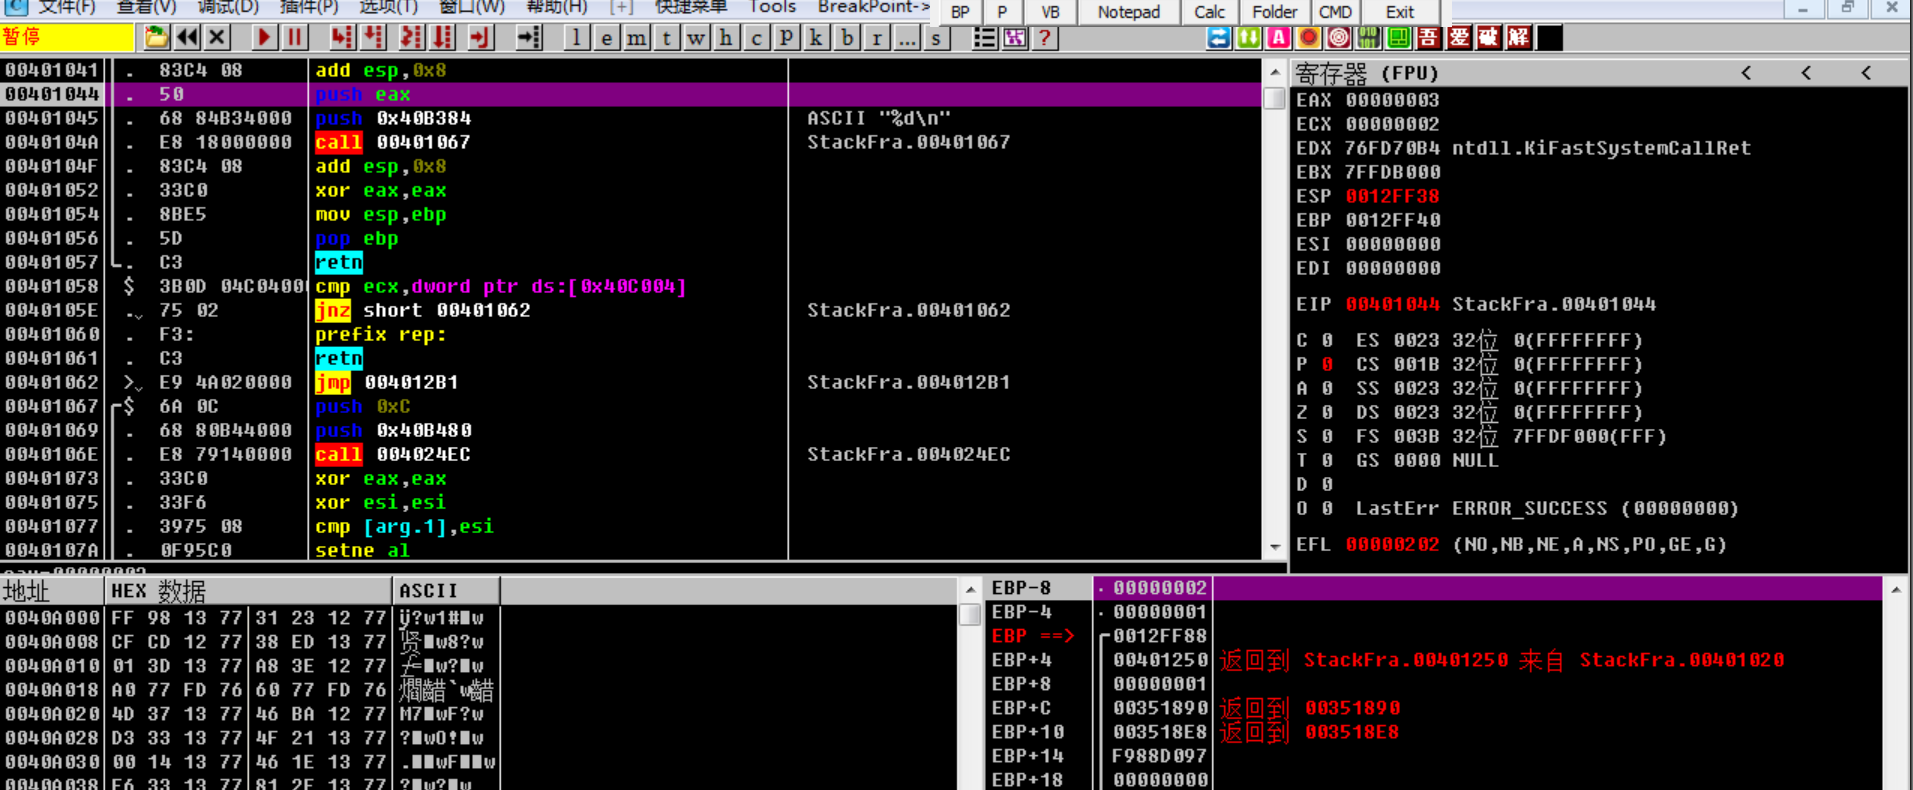 文件(F) 查看(V) 调试(D) 插件(P) 选项(T) 窗口(W) 帮助(H) [+] 快捷菜单 Tools BreakPoint-> BP P VB Notepad Calc Folder CMD Exit
暂停 l e m t w h c p k b r ... s ? A 吾 爱 破 解
00401041 . 83C4 08 add esp,0x8
00401044 . 50 push eax
00401045 . 68 84B34000 push 0x40B384 ASCII "%d\n"
0040104A . E8 18000000 call 00401067 StackFra.00401067
0040104F . 83C4 08 add esp,0x8
00401052 . 33C0 xor eax,eax
00401054 . 8BE5 mov esp,ebp
00401056 . 5D pop ebp
00401057 . C3 retn
00401058 $ 3B0D 04C0400 cmp ecx,dword ptr ds:[0x40C004]
0040105E . 75 02 jnz short 00401062 StackFra.00401062
00401060 . F3: prefix rep:
00401061 . C3 retn
00401062 > E9 4A020000 jmp 004012B1 StackFra.004012B1
00401067 $ 6A 0C push 0xC
00401069 . 68 80B44000 push 0x40B480
0040106E . E8 79140000 call 004024EC StackFra.004024EC
00401073 . 33C0 xor eax,eax
00401075 . 33F6 xor esi,esi
00401077 . 3975 08 cmp [arg.1],esi
0040107A . 0F95C0 setne al
寄存器 (FPU) < < <
EAX 00000003
ECX 00000002
EDX 76FD70B4 ntdll.KiFastSystemCallRet
EBX 7FFDB000
ESP 0012FF38
EBP 0012FF40
ESI 00000000
EDI 00000000
EIP 00401044 StackFra.00401044
C 0 ES 0023 32位 0(FFFFFFFF)
P 0 CS 001B 32位 0(FFFFFFFF)
A 0 SS 0023 32位 0(FFFFFFFF)
Z 0 DS 0023 32位 0(FFFFFFFF)
S 0 FS 003B 32位 7FFDF000(FFF)
T 0 GS 0000 NULL
D 0
O 0 LastErr ERROR_SUCCESS (00000000)
EFL 00000202 (NO,NB,NE,A,NS,PO,GE,G)
地址 HEX 数据 ASCII
0040A000 FF 98 13 77 31 23 12 77 ÿ?w1#■w
0040A008 CF CD 12 77 38 ED 13 77 贤■w8?w
0040A010 01 3D 13 77 A8 3E 12 77
0040A018 A0 77 FD 76 60 77 FD 76
0040A020 4D 37 13 77 46 BA 12 77 M7■wF?w
0040A028 D3 33 13 77 4F 21 13 77 ?■wO!■w
0040A030 00 14 13 77 46 1E 13 77 .■■wF■■w
0040A038 E6 33 13 77 81 2F 13 77 ?■w?■w
EBP-8 00000002
EBP-4 00000001
EBP ==> 0012FF88
EBP+4 00401250 返回到 StackFra.00401250 来自 StackFra.00401020
EBP+8 00000001
EBP+C 00351890 返回到 00351890
EBP+10 003518E8 返回到 003518E8
EBP+14 F988D097
EBP+18 00000000